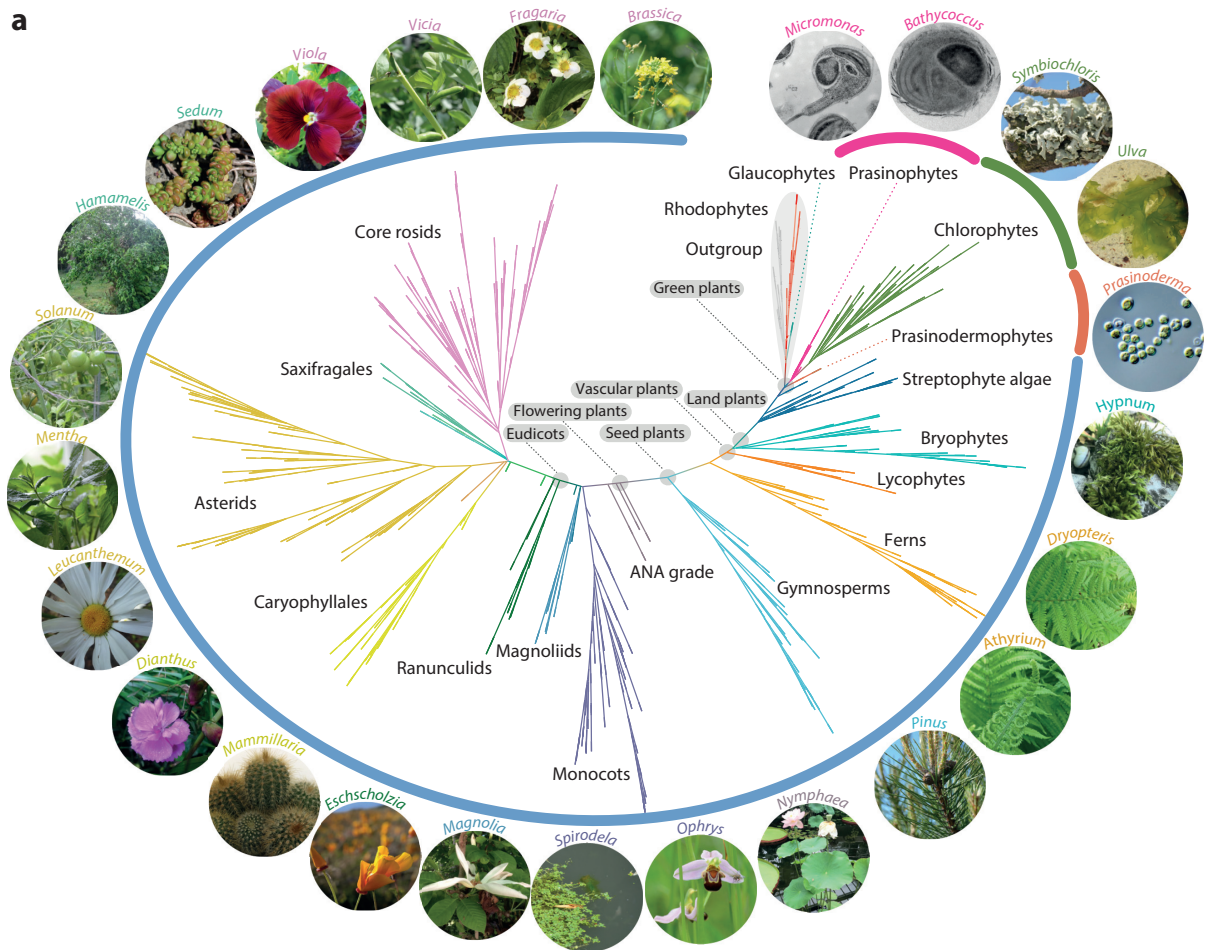 a
Viola
Vicia
Fragaria
Brassica
Micromonas
Bathycoccus
Symbiochloris
Ulva
Prasinoderma
Hypnum
Dryopteris
Athyrium
Pinus
Nymphaea
Ophrys
Spirodela
Magnolia
Eschscholzia
Mammillaria
Dianthus
Leucanthemum
Mentha
Solanum
Hamamelis
Sedum
Glaucophytes
Prasinophytes
Rhodophytes
Outgroup
Chlorophytes
Core rosids
Green plants
Prasinodermophytes
Saxifragales
Streptophyte algae
Vascular plants
Land plants
Flowering plants
Eudicots
Seed plants
Bryophytes
Lycophytes
Asterids
Ferns
ANA grade
Gymnosperms
Caryophyllales
Magnoliids
Ranunculids
Monocots